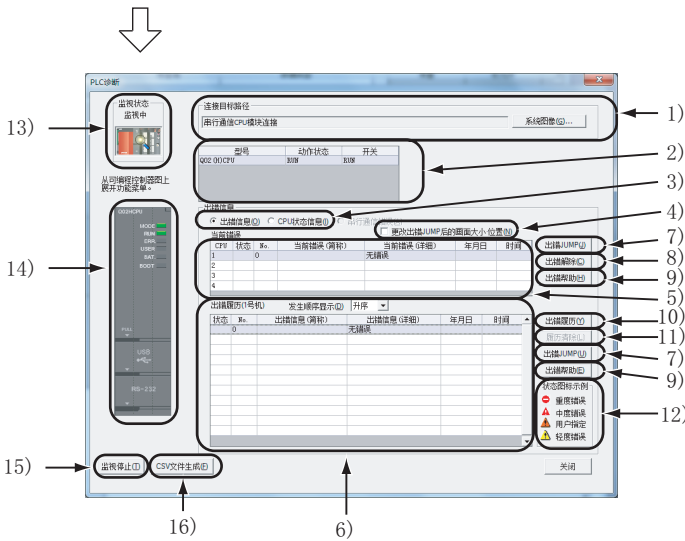 PLC诊断
监视状态
监视中
连接目标路径
串行通信CPU模块连接
系统图像(G)...
型号 动作状态 开关
Q02(H)CPU RUN RUN
从可编程控制器图上
展开功能菜单。
出错信息
出错信息(O) CPU状态信息(I)
更改出错JUMP后的画面大小·位置(N)
当前错误
CPU 状态 No. 当前错误(简称) 当前错误(详细) 年月日 时间
1 0 无错误
2
3
4
出错JUMP(J)
出错解除(C)
出错帮助(H)
出错履历(1号机) 发生顺序显示(D) 升序
状态 No. 出错信息(简称) 出错信息(详细) 年月日 时间
0 无错误
出错履历(Y)
履历清除(L)
出错JUMP(U)
出错帮助(E)
状态图标示例
重度错误
中度错误
用户指定
轻度错误
Q02HCPU
MODE
RUN
ERR.
USER
BAT
BOOT
PULL
USB
RS-232
监视停止(T)
CSV文件生成(F)
关闭
1)
2)
3)
4)
7)
8)
9)
5)
10)
11)
7)
9)
12)
13)
14)
15)
16)
6)